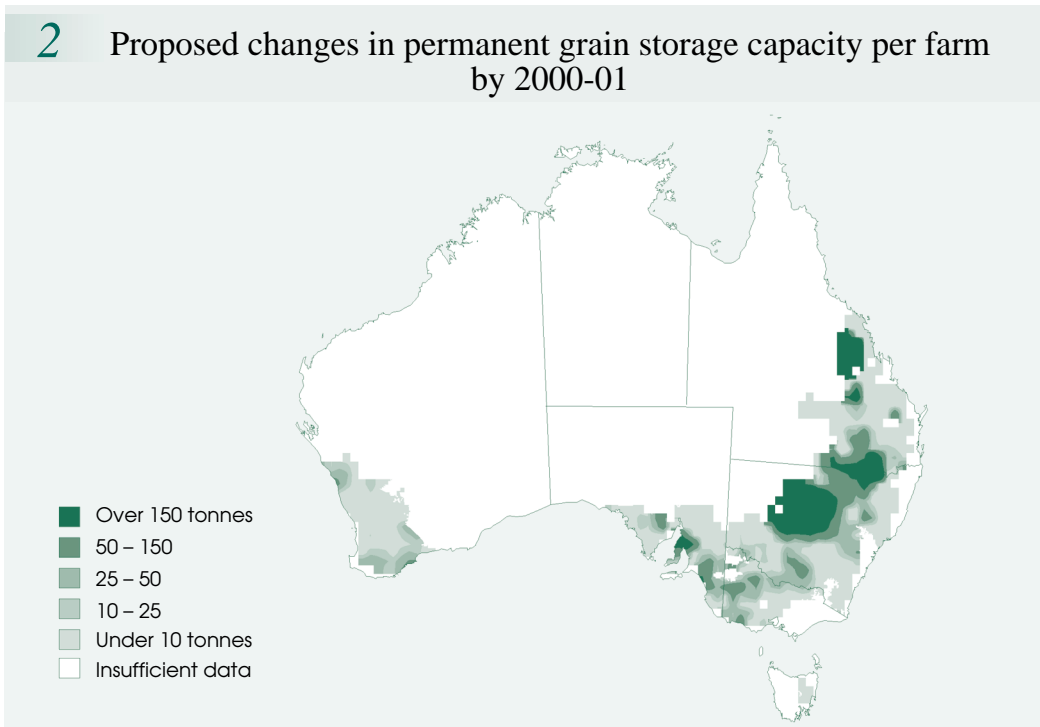 2
Proposed changes in permanent grain storage capacity per farm
by 2000-01
Over 150 tonnes
50 – 150
25 – 50
10 – 25
Under 10 tonnes
Insufficient data